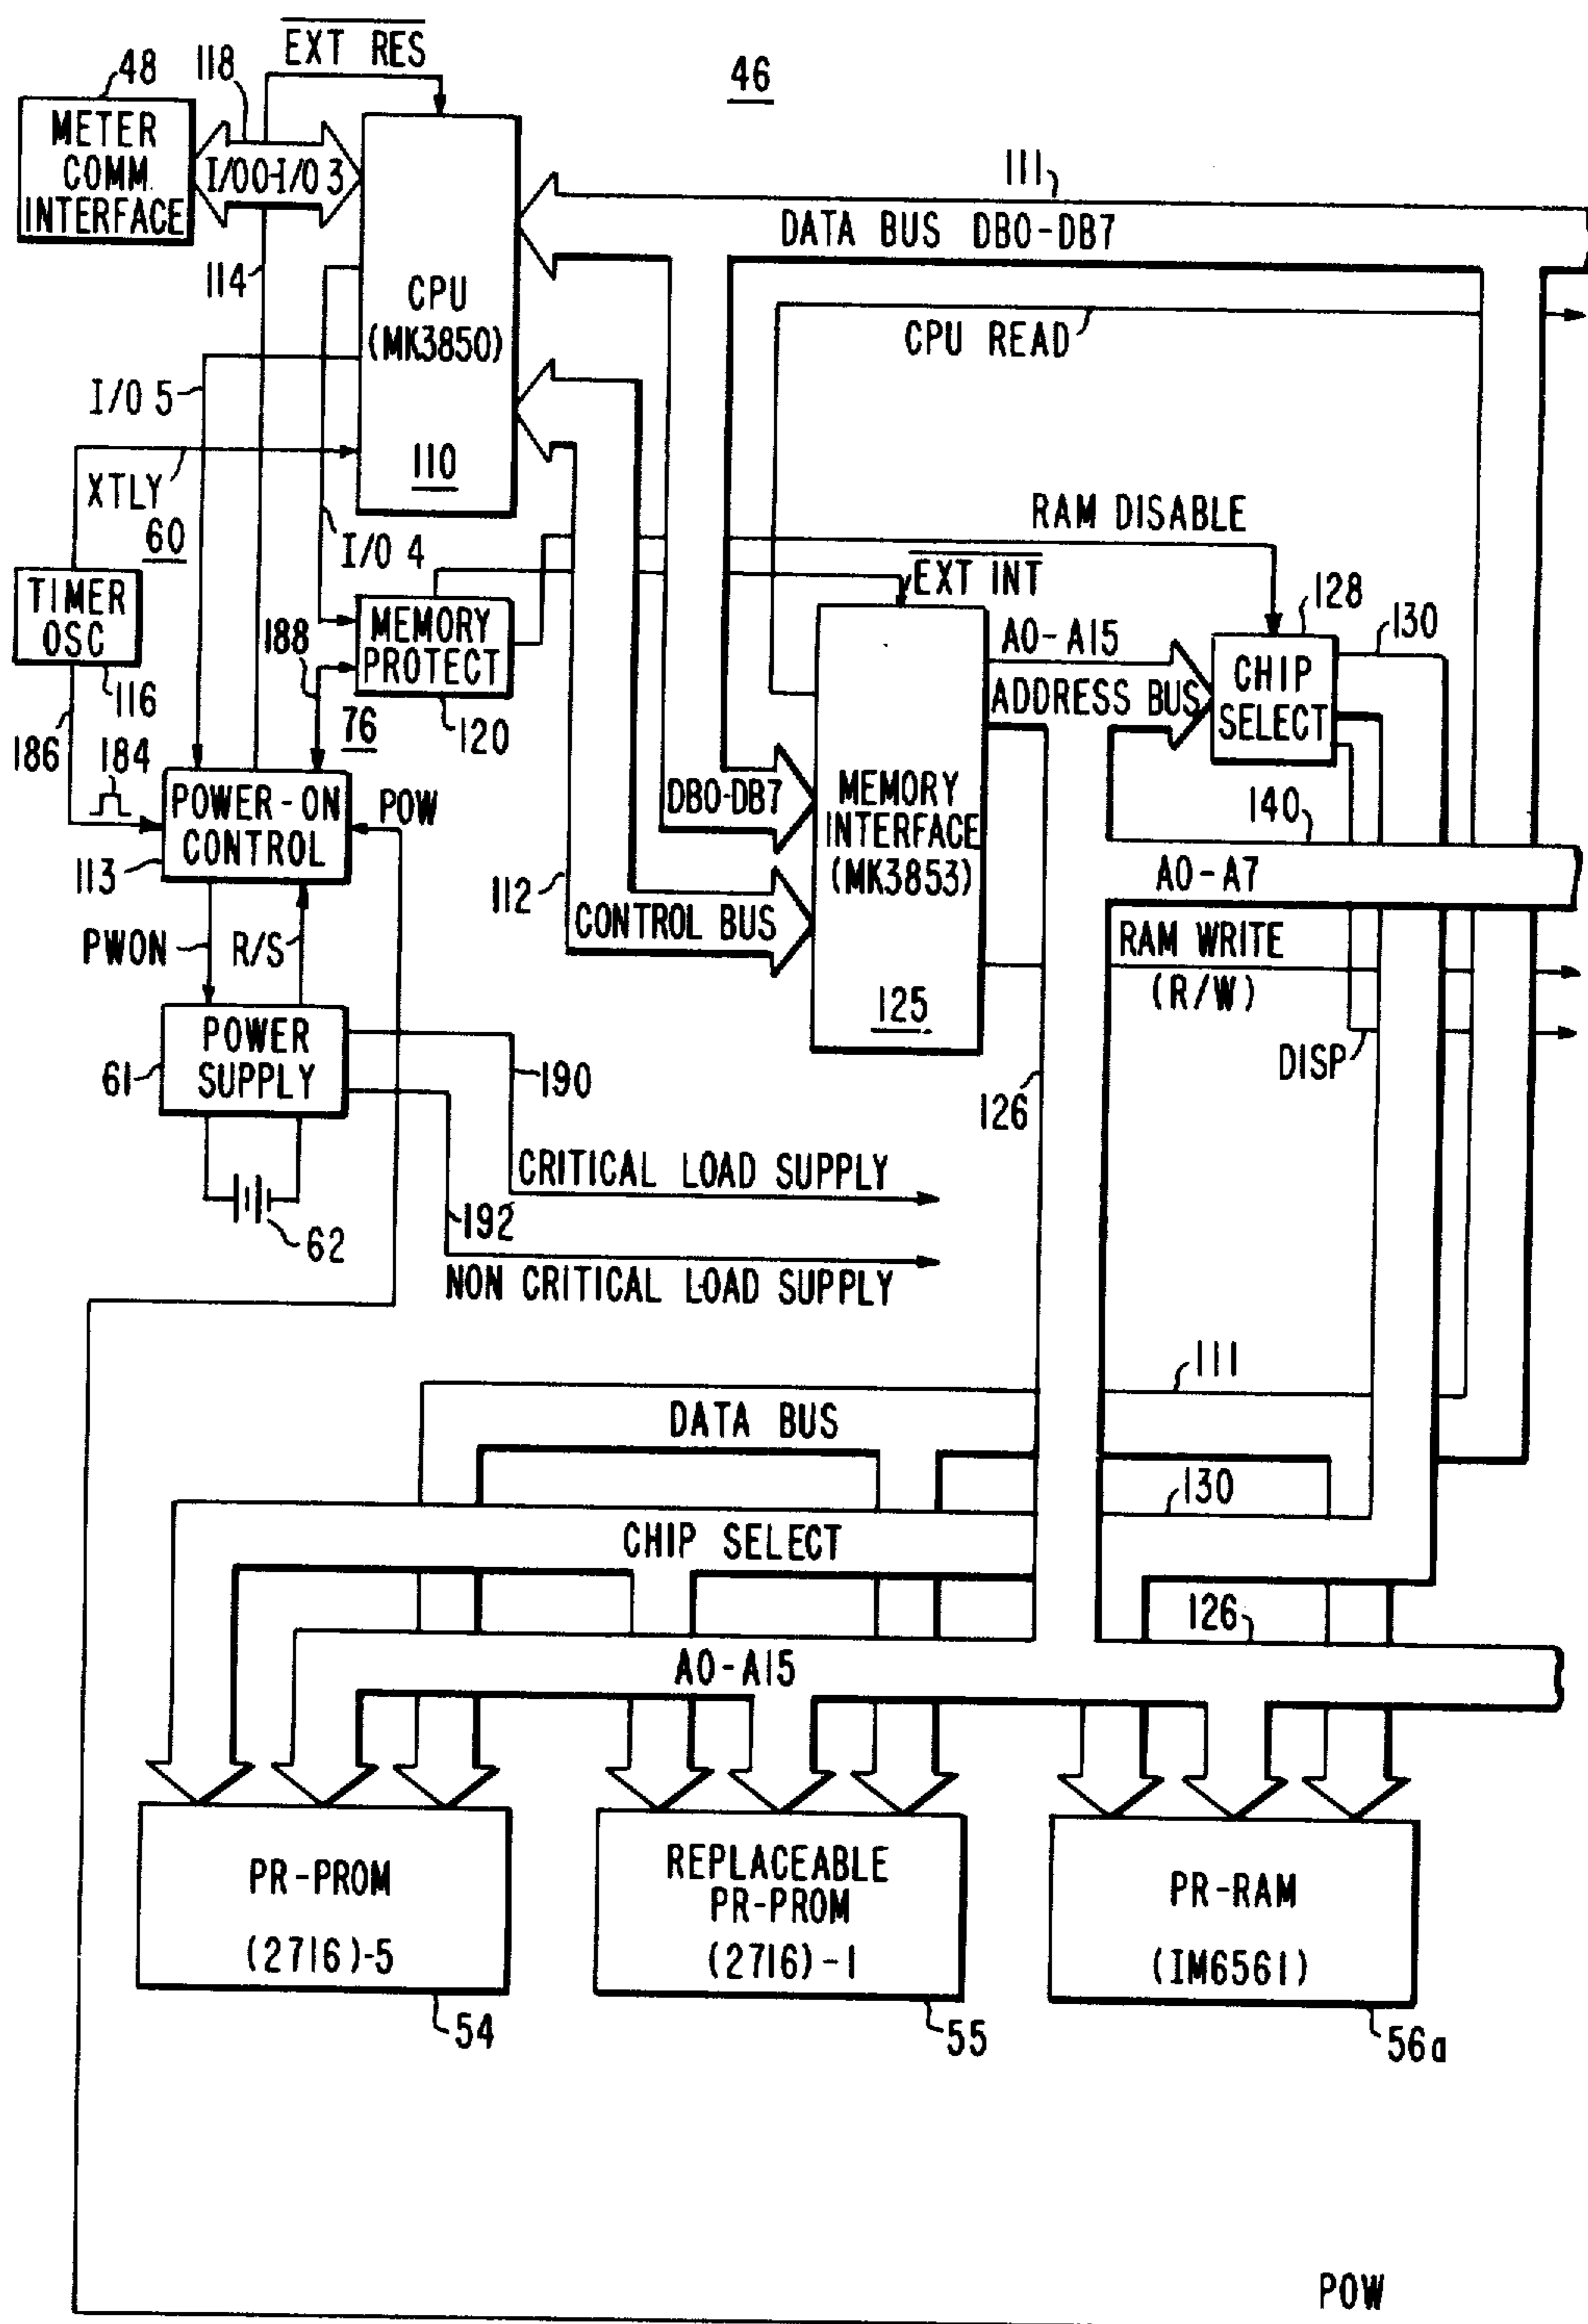 EXT RES
48
118
46
METER
COMM
INTERFACE
I/O0-I/O3
111
DATA BUS DB0-DB7
114
CPU
(MK3850)
110
CPU READ
I/O 5
XTLY
60
I/O 4
RAM DISABLE
EXT INT
TIMER
OSC
116
188
MEMORY
PROTECT
120
76
A0-A15
ADDRESS BUS
128
130
CHIP
SELECT
186
184
POWER-ON
CONTROL
POW
113
DB0-DB7
MEMORY
INTERFACE
(MK3853)
125
140
A0-A7
112
CONTROL BUS
PWON
R/S
RAM WRITE
(R/W)
DISP
POWER
SUPPLY
61
190
126
CRITICAL LOAD SUPPLY
192
62
NON CRITICAL LOAD SUPPLY
111
DATA BUS
130
CHIP SELECT
126
A0-A15
PR-PROM
(2716)-5
54
REPLACEABLE
PR-PROM
(2716)-1
55
PR-RAM
(IM6561)
56a
POW